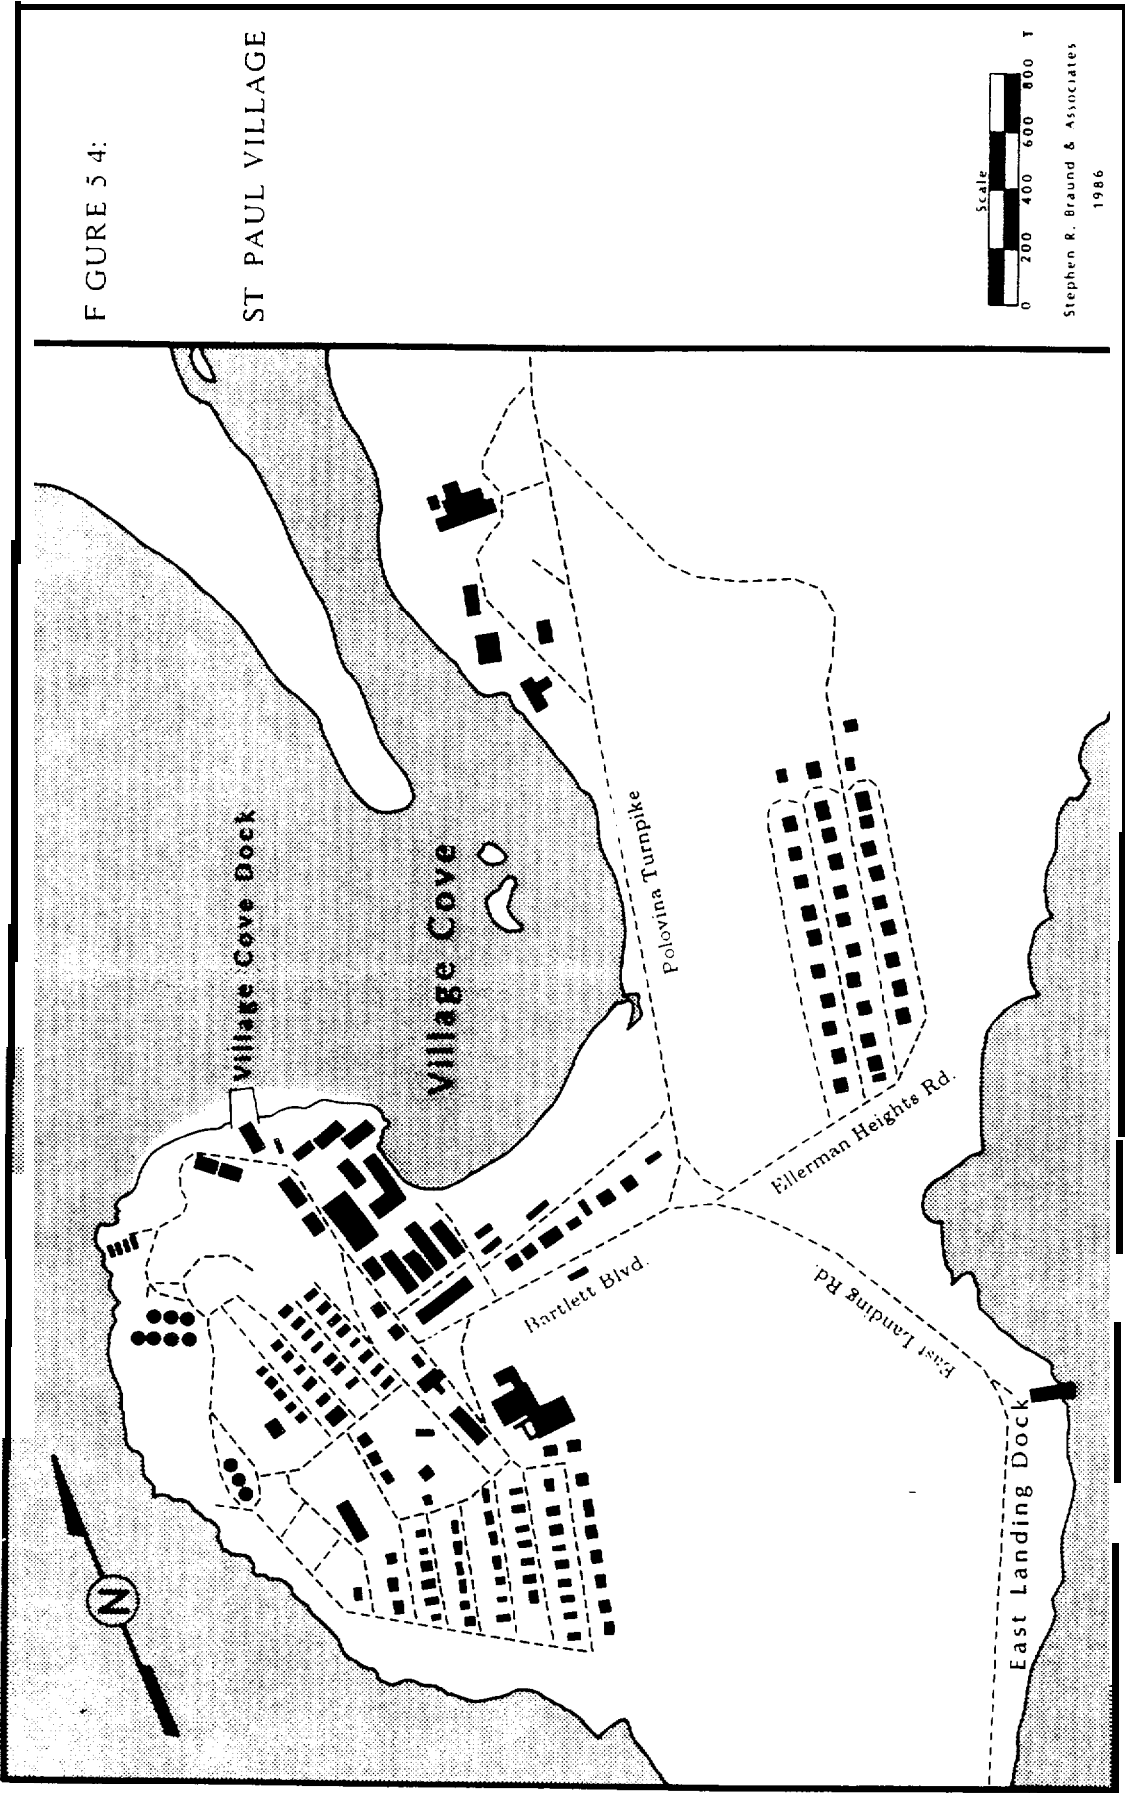 F GURE 5 4:
ST PAUL VILLAGE
Scale
0 200 400 600 800
Stephen R. Braund & Associates
1986
Village Cove Dock
Village Cove
Polovina Turnpike
Ellerman Heights Rd.
Bartlett Blvd.
East Landing Rd
East Landing Dock
N